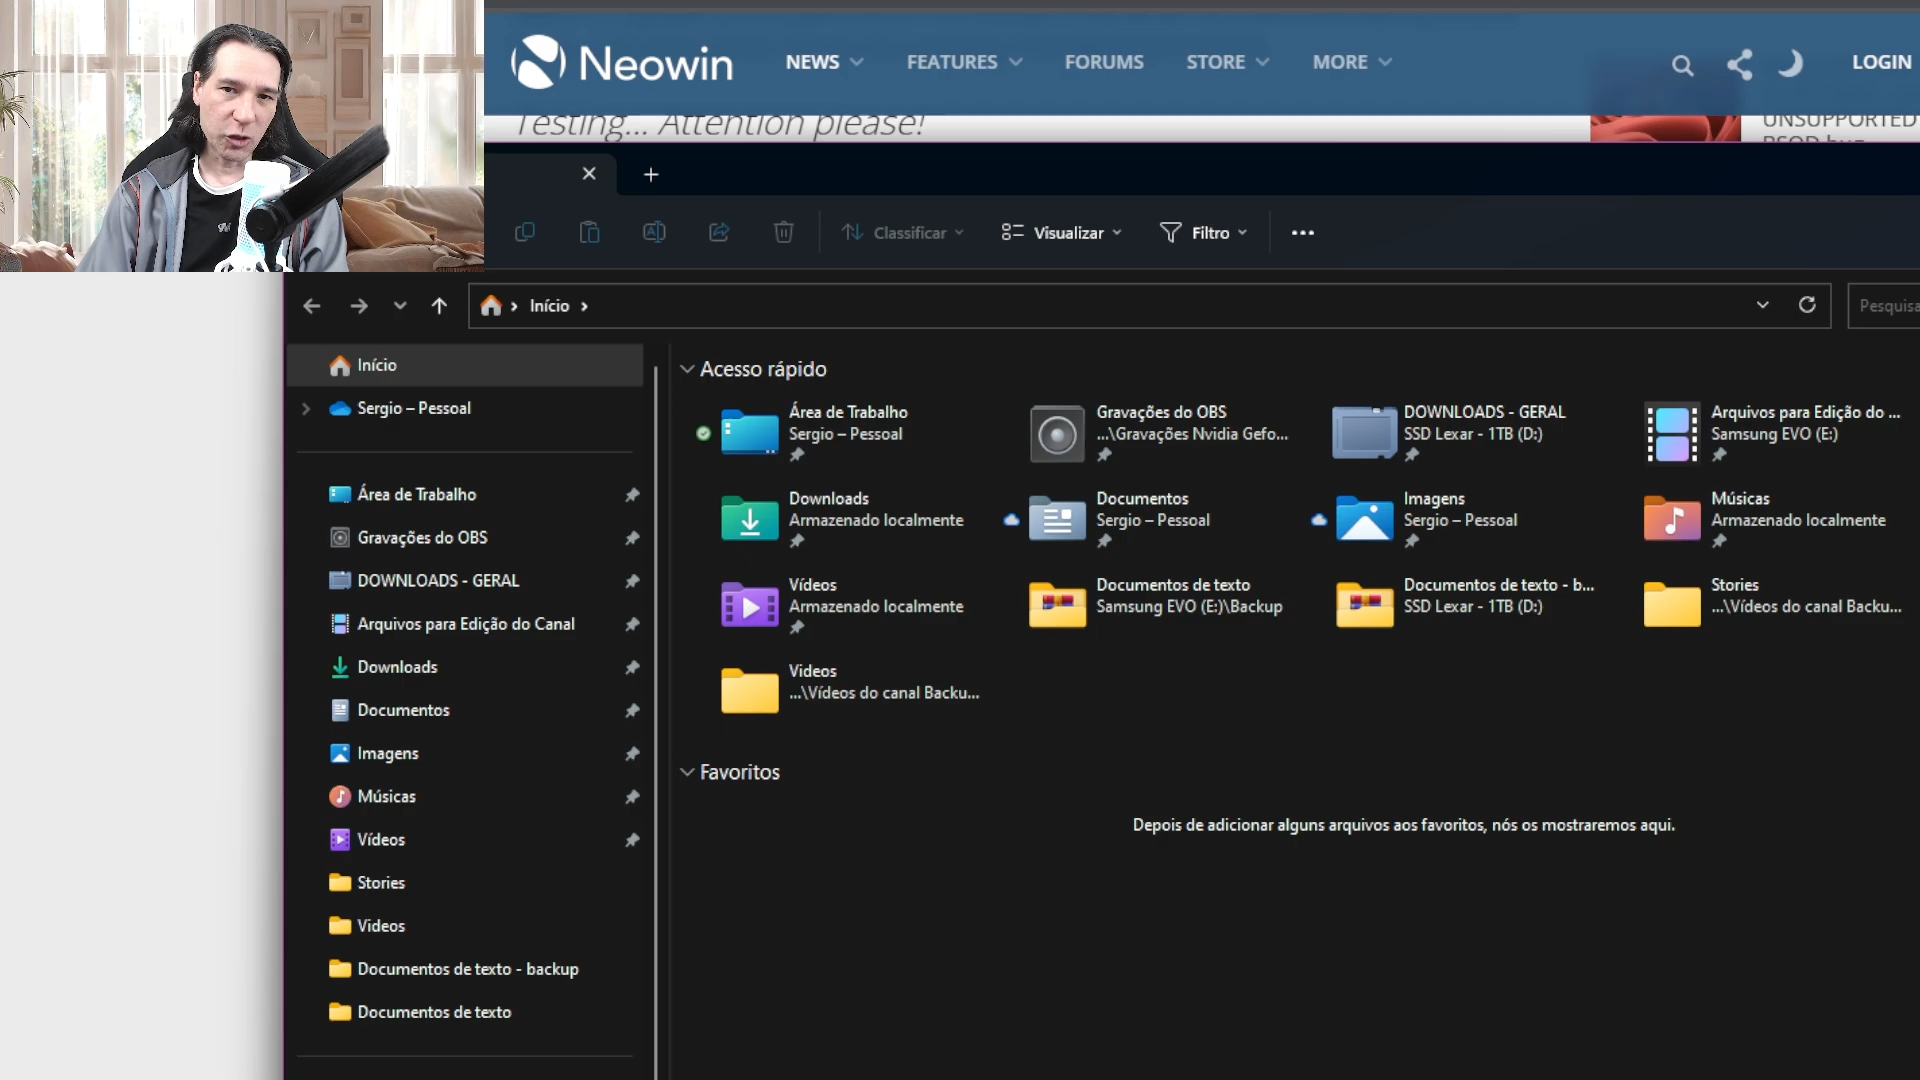 Neowin
NEWS
FEATURES
FORUMS
STORE
MORE
LOGIN
Testing... Attention please!
UNSUPPORTED
Classificar
Visualizar
Filtro
Início
Pesquisa
Início
Sergio – Pessoal
Área de Trabalho
Gravações do OBS
DOWNLOADS - GERAL
Arquivos para Edição do Canal
Downloads
Documentos
Imagens
Músicas
Vídeos
Stories
Videos
Documentos de texto - backup
Documentos de texto
Acesso rápido
Área de Trabalho
Sergio – Pessoal
Gravações do OBS
...\Gravações Nvidia Gefo...
DOWNLOADS - GERAL
SSD Lexar - 1TB (D:)
Arquivos para Edição do ...
Samsung EVO (E:)
Downloads
Armazenado localmente
Documentos
Sergio – Pessoal
Imagens
Sergio – Pessoal
Músicas
Armazenado localmente
Vídeos
Armazenado localmente
Documentos de texto
Samsung EVO (E:)\Backup
Documentos de texto - b...
SSD Lexar - 1TB (D:)
Stories
...\Vídeos do canal Backu...
Videos
...\Vídeos do canal Backu...
Favoritos
Depois de adicionar alguns arquivos aos favoritos, nós os mostraremos aqui.